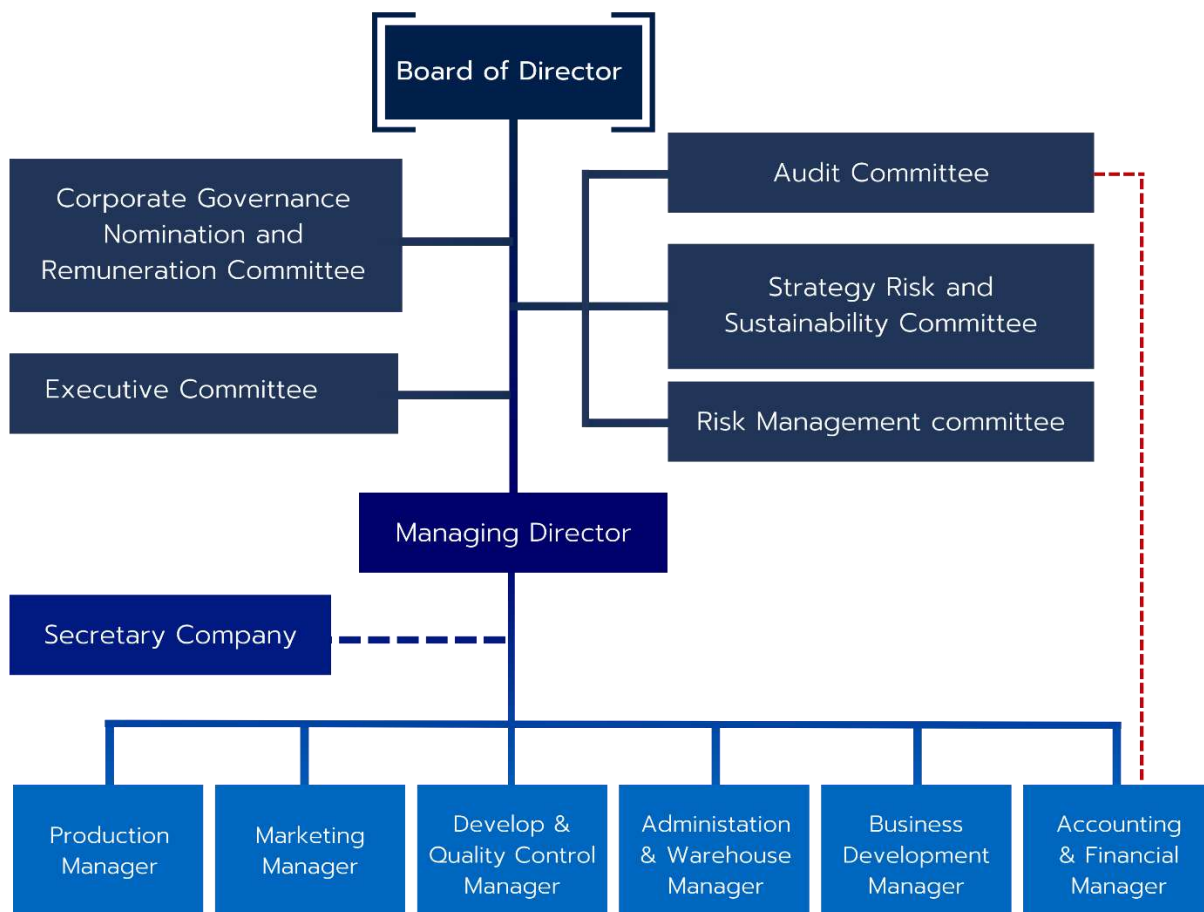 Board of Director
Corporate Governance
Nomination and
Remuneration Committee
Audit Committee
Strategy Risk and
Sustainability Committee
Executive Committee
Risk Management committee
Managing Director
Secretary Company
Production
Manager
Marketing
Manager
Develop &
Quality Control
Manager
Administation
& Warehouse
Manager
Business
Development
Manager
Accounting
& Financial
Manager